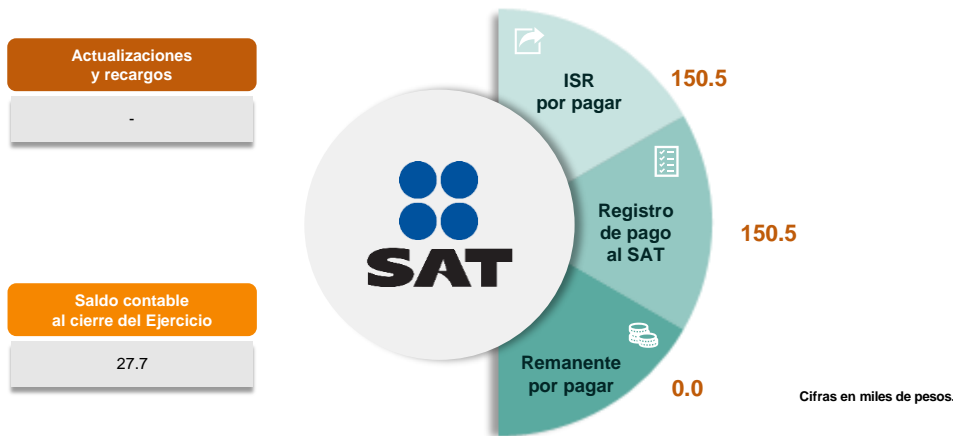 Actualizaciones
y recargos
-
Saldo contable
al cierre del Ejercicio
27.7
SAT
ISR
por pagar
150.5
Registro
de pago
al SAT
150.5
Remanente
por pagar
0.0
Cifras en miles de pesos.